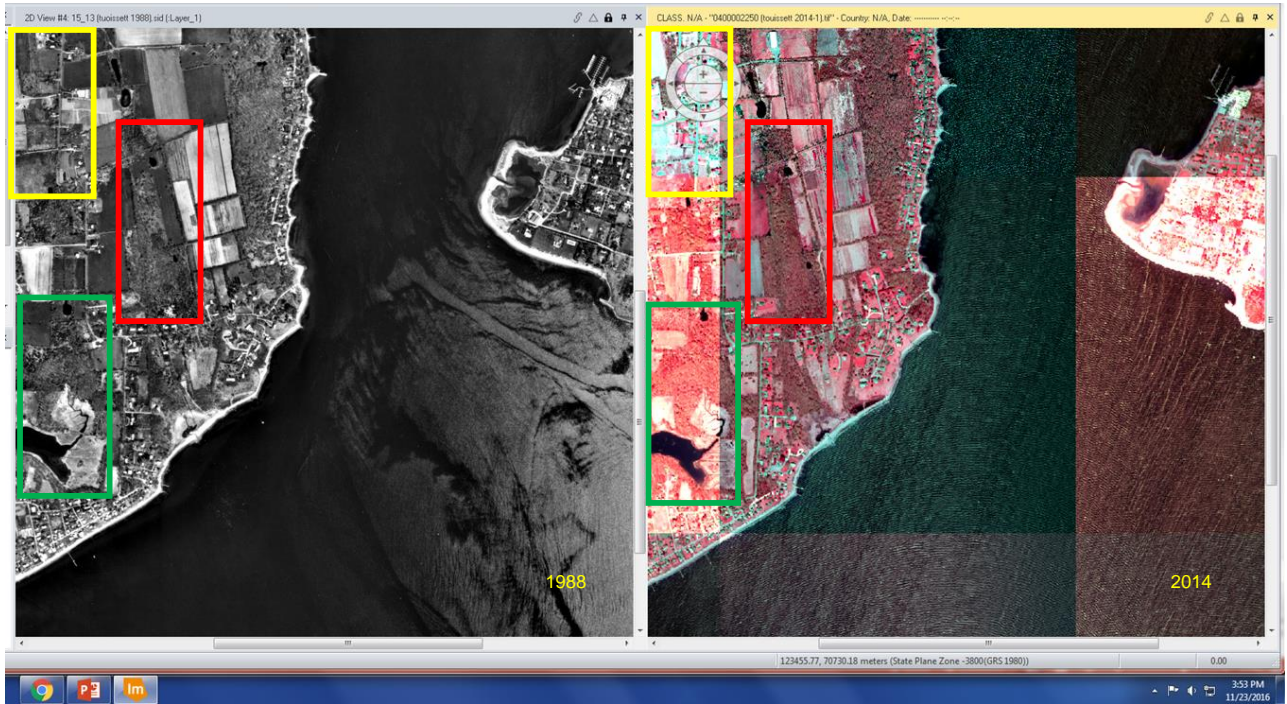 2D View #4: 15_13 (tuoissett 1988).sid (:Layer_1)
CLASS. N/A - "0400002250 (touissett 2014-1).tif" - Country: N/A, Date: ----------- --:--:--
1988
2014
123455.77, 70730.18 meters (State Plane Zone -3800(GRS 1980))
0.00
Im
3:53 PM
11/23/2016